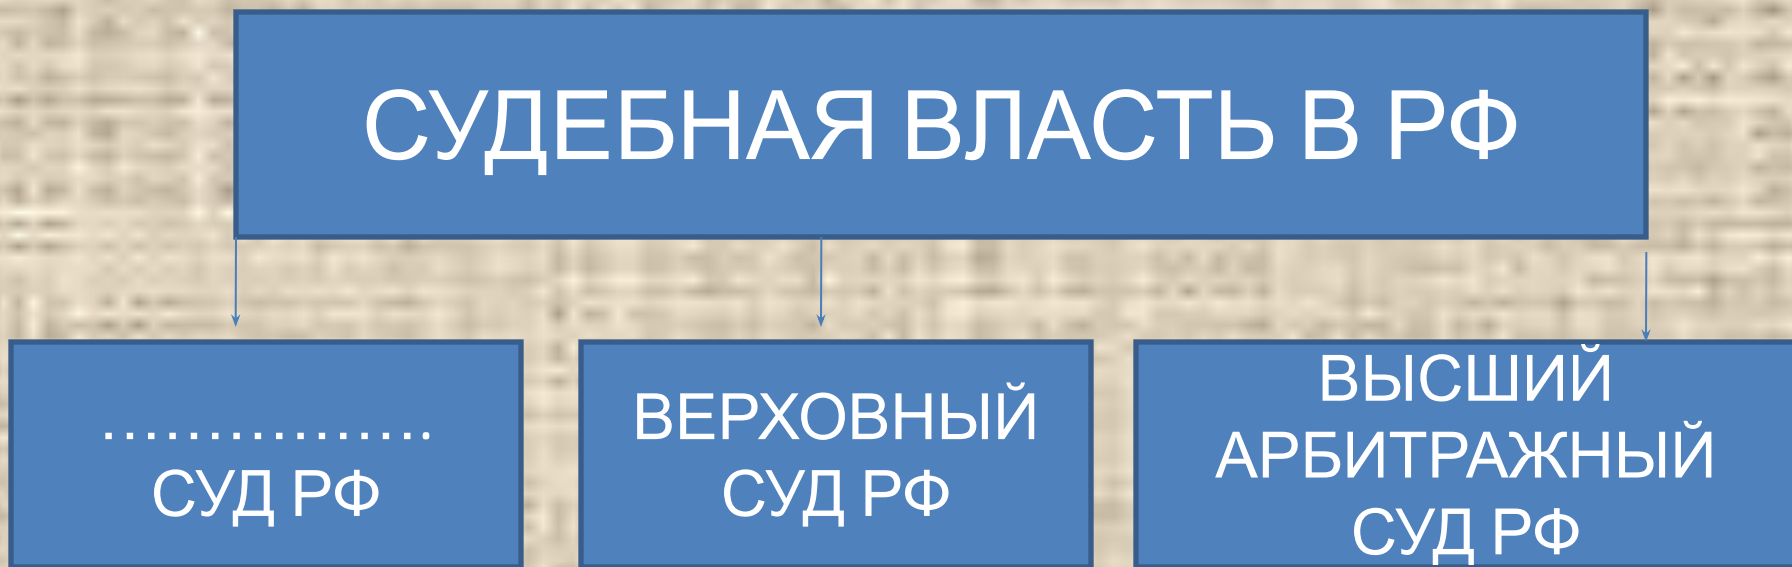 СУДЕБНАЯ ВЛАСТЬ В РФ
................
СУД РФ
ВЕРХОВНЫЙ
СУД РФ
ВЫСШИЙ
АРБИТРАЖНЫЙ
СУД РФ